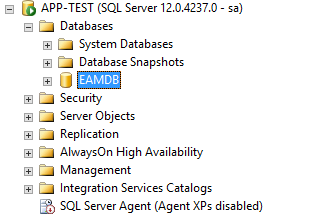 APP-TEST (SQL Server 12.0.4237.0 - sa)
Databases
System Databases
Database Snapshots
EAMDB
Security
Server Objects
Replication
AlwaysOn High Availability
Management
Integration Services Catalogs
SQL Server Agent (Agent XPs disabled)